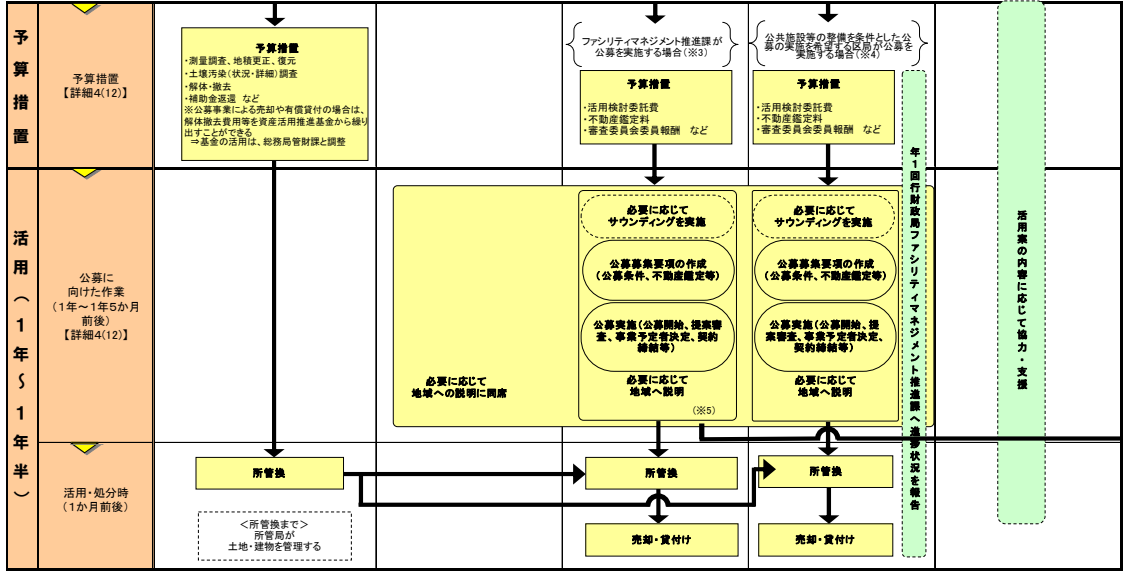 予算措置
予算措置
【詳細4(12)】
予算措置
・測量調査、地積更正、復元
・土壌汚染(状況・詳細)調査
・解体・撤去
・補助金返還 など
※公募事業による売却や有償貸付の場合は、
解体撤去費用等を資産活用推進基金から繰り
出すことができる
⇒基金の活用は、総務局管財課と調整
ファシリティマネジメント推進課が
公募を実施する場合(※3)
予算措置
・活用検討委託費
・不動産鑑定料
・審査委員会委員報酬 など
公共施設等の整備を条件とした公
募の実施を希望する区局が公募を
実施する場合(※4)
予算措置
・活用検討委託費
・不動産鑑定料
・審査委員会委員報酬 など
年1回行財政局ファシリティマネジメント推進課へ進捗状況を報告
活用案の内容に応じて協力・支援
活用(1年~1年半)
公募に
向けた作業
(1年~1年5か月
前後)
【詳細4(12)】
必要に応じて
地域への説明に同席
必要に応じて
サウンディングを実施
公募募集要項の作成
(公募条件、不動産鑑定等)
公募実施(公募開始、提案審
査、事業予定者決定、契約
締結等)
必要に応じて
地域へ説明
(※5)
必要に応じて
サウンディングを実施
公募募集要項の作成
(公募条件、不動産鑑定等)
公募実施(公募開始、提
案審査、事業予定者決定、
契約締結等)
必要に応じて
地域へ説明
活用・処分時
(1か月前後)
所管換
所管換
所管換
<所管換まで>
所管局が
土地・建物を管理する
売却・貸付け
売却・貸付け